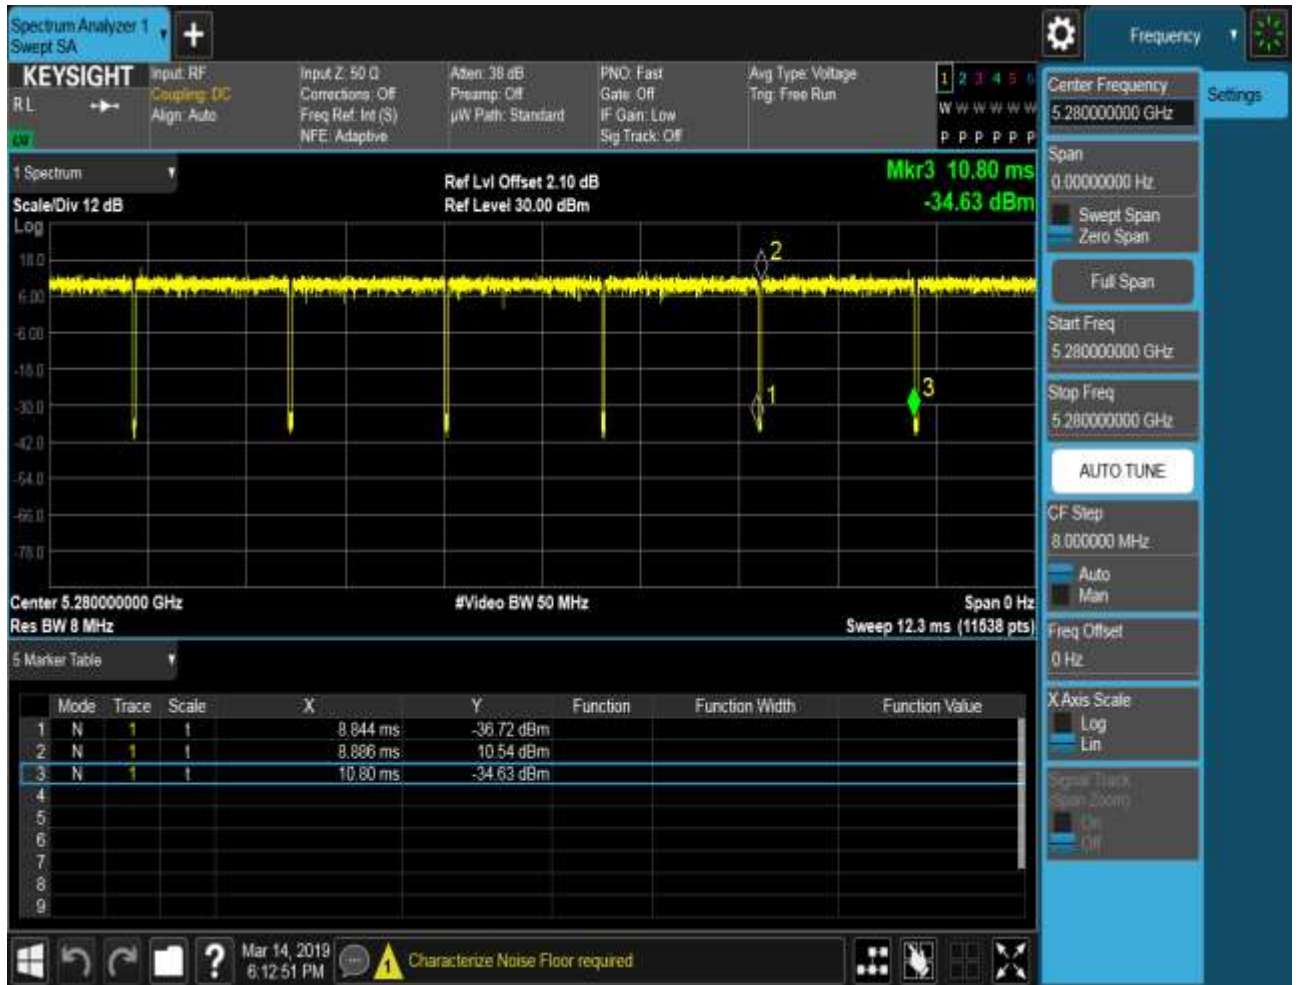 Spectrum Analyzer 1
Swept SA
Frequency
KEYSIGHT
RL
Input: RF
Coupling: DC
Align: Auto
Input Z: 50 Ω
Corrections: Off
Freq Ref: Int (S)
NFE: Adaptive
Atten: 38 dB
Preamp: Off
µW Path: Standard
PNO: Fast
Gate: Off
IF Gain: Low
Sig Track: Off
Avg Type: Voltage
Trig: Free Run
1 2 3 4 5 6
W W W W W W
P P P P P P
1 Spectrum
Scale/Div 12 dB
Ref Lvl Offset 2.10 dB
Ref Level 30.00 dBm
Mkr3 10.80 ms
-34.63 dBm
Log
18.0
6.00
-6.00
-18.0
-30.0
-42.0
-54.0
-66.0
-78.0
2
1
3
Center 5.280000000 GHz
Res BW 8 MHz
#Video BW 50 MHz
Span 0 Hz
Sweep 12.3 ms (11538 pts)
5 Marker Table
Mode Trace Scale X Y Function Function Width Function Value
1 N 1 t 8.844 ms -36.72 dBm
2 N 1 t 8.886 ms 10.54 dBm
3 N 1 t 10.80 ms -34.63 dBm
4
5
6
7
8
9
Mar 14, 2019
6:12:51 PM
?
1
Characterize Noise Floor required
Center Frequency
5.280000000 GHz
Settings
Span
0.00000000 Hz
Swept Span
Zero Span
Full Span
Start Freq
5.280000000 GHz
Stop Freq
5.280000000 GHz
AUTO TUNE
CF Step
8.000000 MHz
Auto
Man
Freq Offset
0 Hz
X Axis Scale
Log
Lin
Signal Track
(Span Zoom)
On
Off